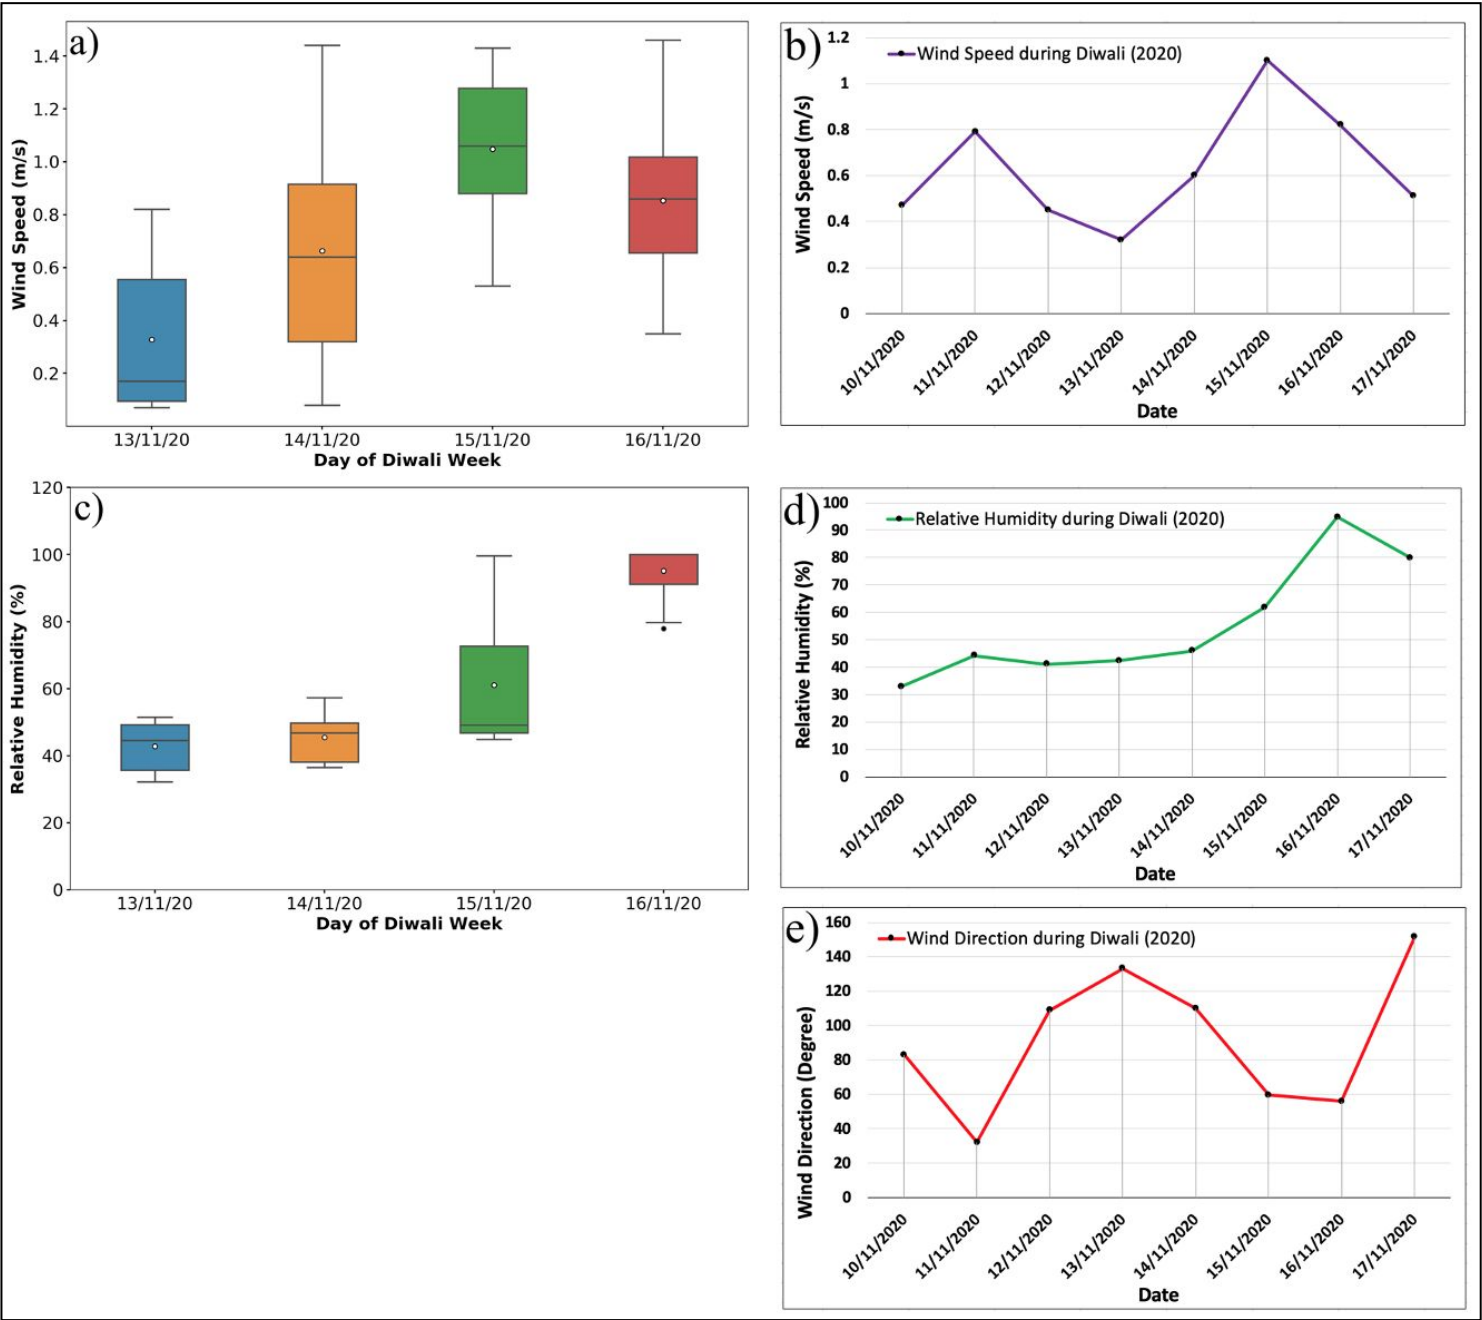 a)
1.4
1.2
1.0
0.8
0.6
0.4
0.2
Wind Speed (m/s)
13/11/20 14/11/20 15/11/20 16/11/20
Day of Diwali Week
b)
Wind Speed during Diwali (2020)
1.2
1
0.8
0.6
0.4
0.2
0
Wind Speed (m/s)
10/11/2020 11/11/2020 12/11/2020 13/11/2020 14/11/2020 15/11/2020 16/11/2020 17/11/2020
Date
c)
120
100
80
60
40
20
0
Relative Humidity (%)
13/11/20 14/11/20 15/11/20 16/11/20
Day of Diwali Week
d)
Relative Humidity during Diwali (2020)
100
90
80
70
60
50
40
30
20
10
0
Relative Humidity (%)
10/11/2020 11/11/2020 12/11/2020 13/11/2020 14/11/2020 15/11/2020 16/11/2020 17/11/2020
Date
e)
Wind Direction during Diwali (2020)
160
140
120
100
80
60
40
20
0
Wind Direction (Degree)
10/11/2020 11/11/2020 12/11/2020 13/11/2020 14/11/2020 15/11/2020 16/11/2020 17/11/2020
Date